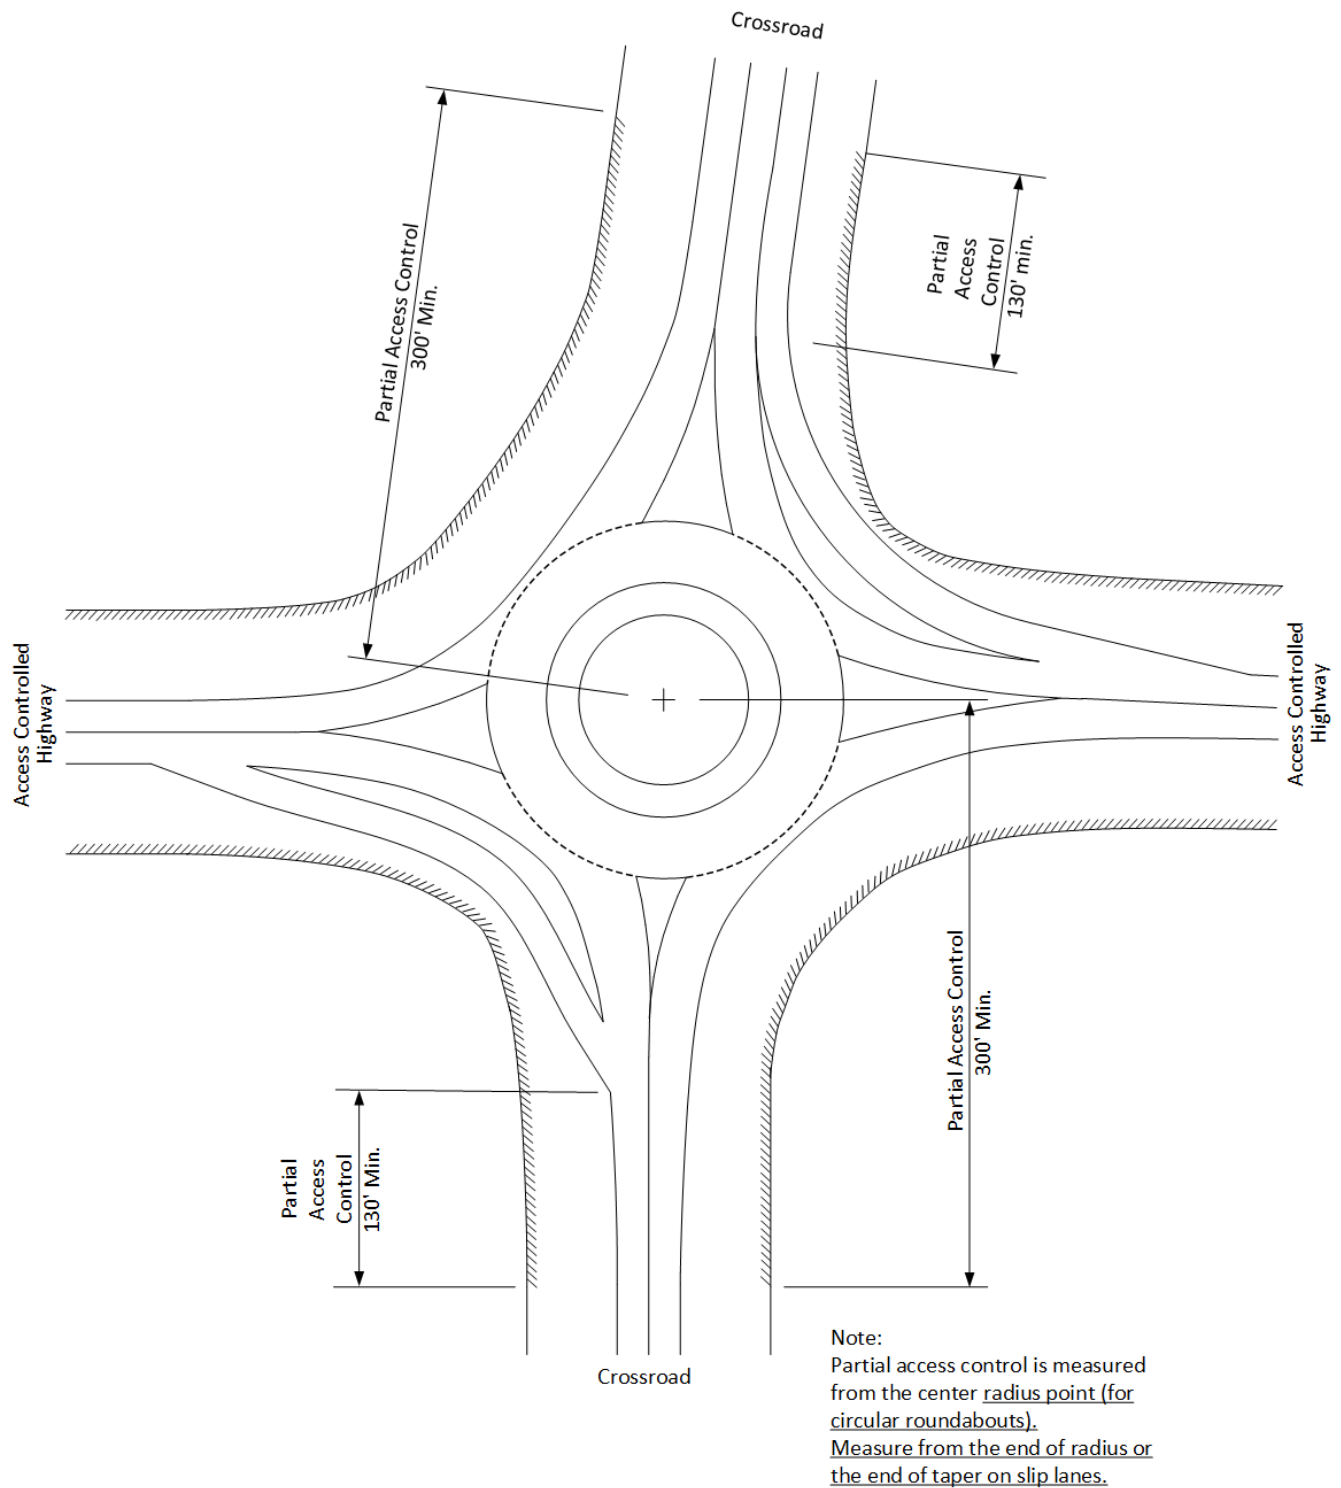 Crossroad
Partial Access Control
300' Min.
Partial
Access
Control
130' min.
Access Controlled
Highway
Access Controlled
Highway
Partial Access Control
300' Min.
Partial
Access
Control
130' Min.
Crossroad
Note:
Partial access control is measured
from the center radius point (for
circular roundabouts).
Measure from the end of radius or
the end of taper on slip lanes.